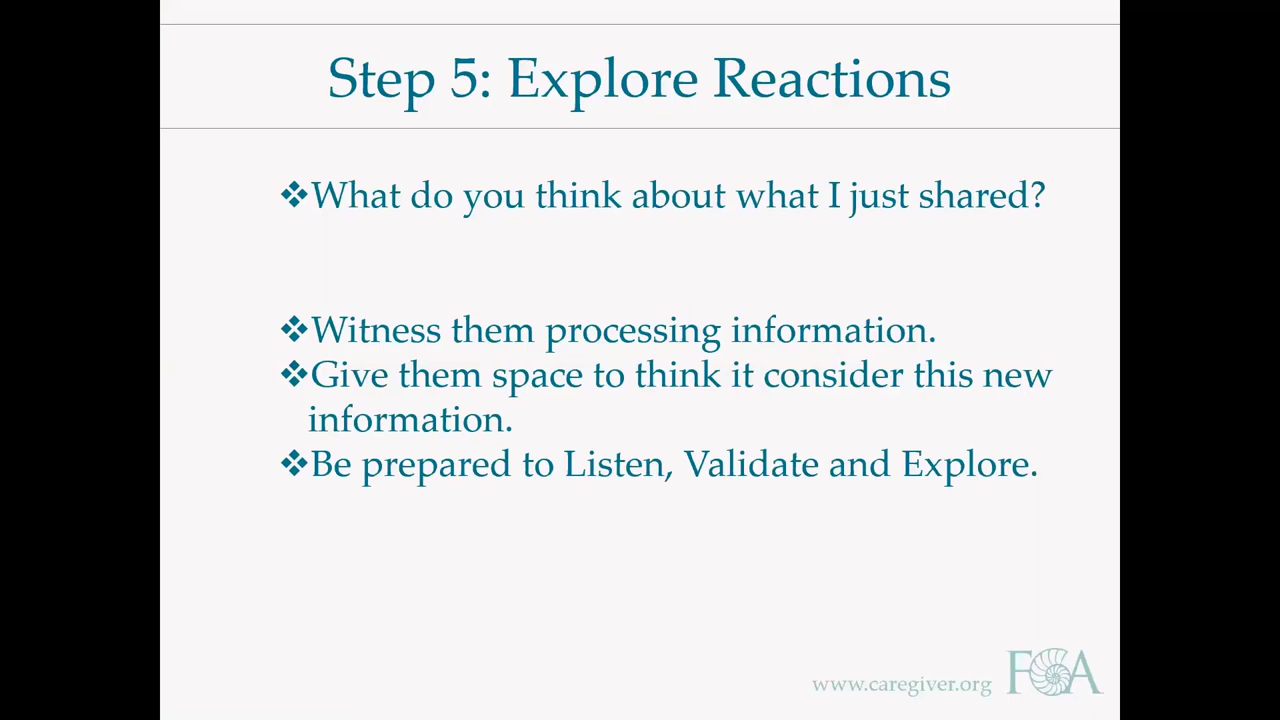 Step 5: Explore Reactions
❖What do you think about what I just shared?
❖Witness them processing information.
❖Give them space to think it consider this new
information.
❖Be prepared to Listen, Validate and Explore.
www.caregiver.org FCA